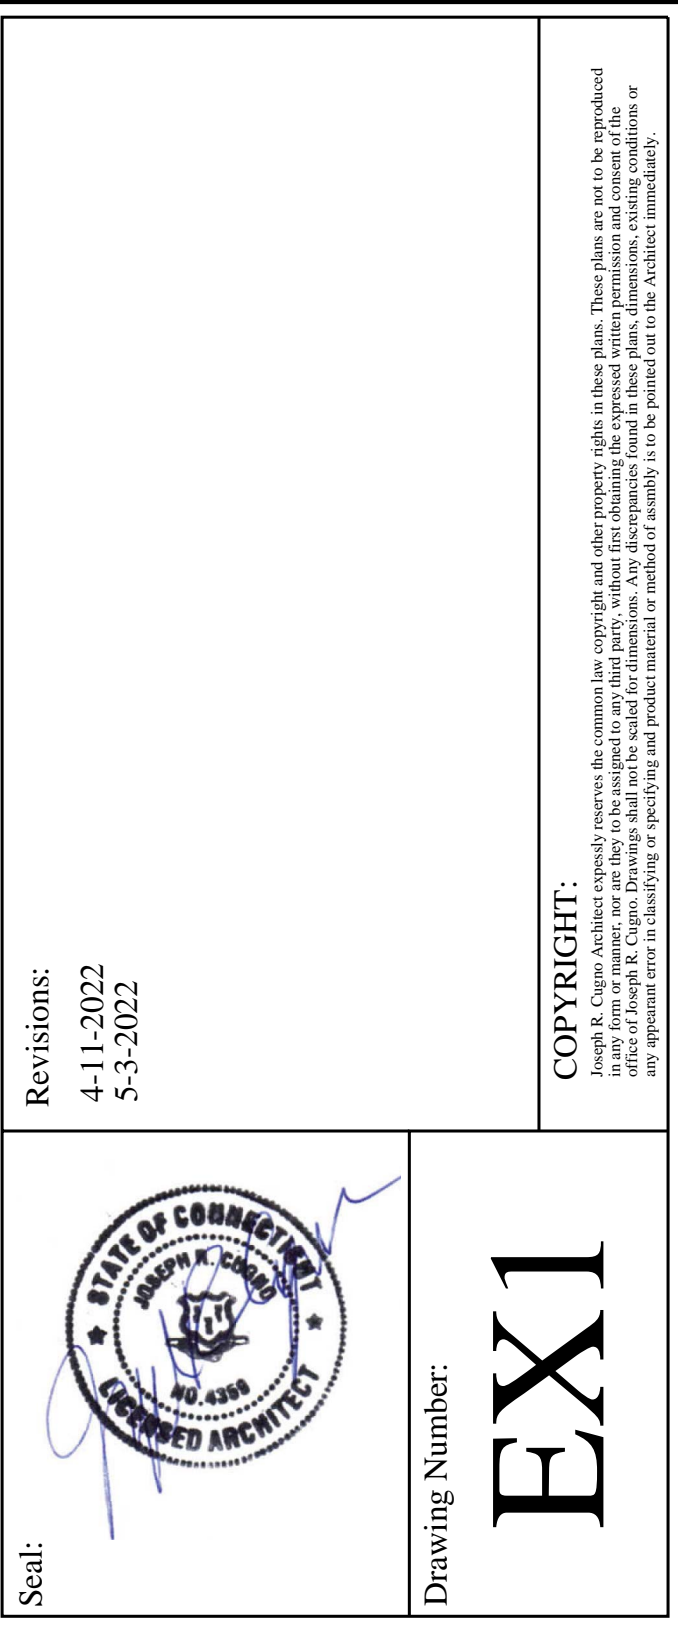 Seal:
STATE OF CONNECTICUT
JOSEPH R. CUGNO
NO.4369
LICENSED ARCHITECT
Revisions:
4-11-2022
5-3-2022
Drawing Number:
EX1
COPYRIGHT:
Joseph R. Cugno Architect expessly reserves the common law copyright and other property rights in these plans. These plans are not to be reproduced
in any form or manner, nor are they to be assigned to any third party, without first obtaining the expressed written permission and consent of the
office of Joseph R. Cugno. Drawings shall not be scaled for dimensions. Any discrepancies found in these plans, dimensions, existing conditions or
any appearant error in classifying or specifying and product material or method of assmbly is to be pointed out to the Architect immediately.